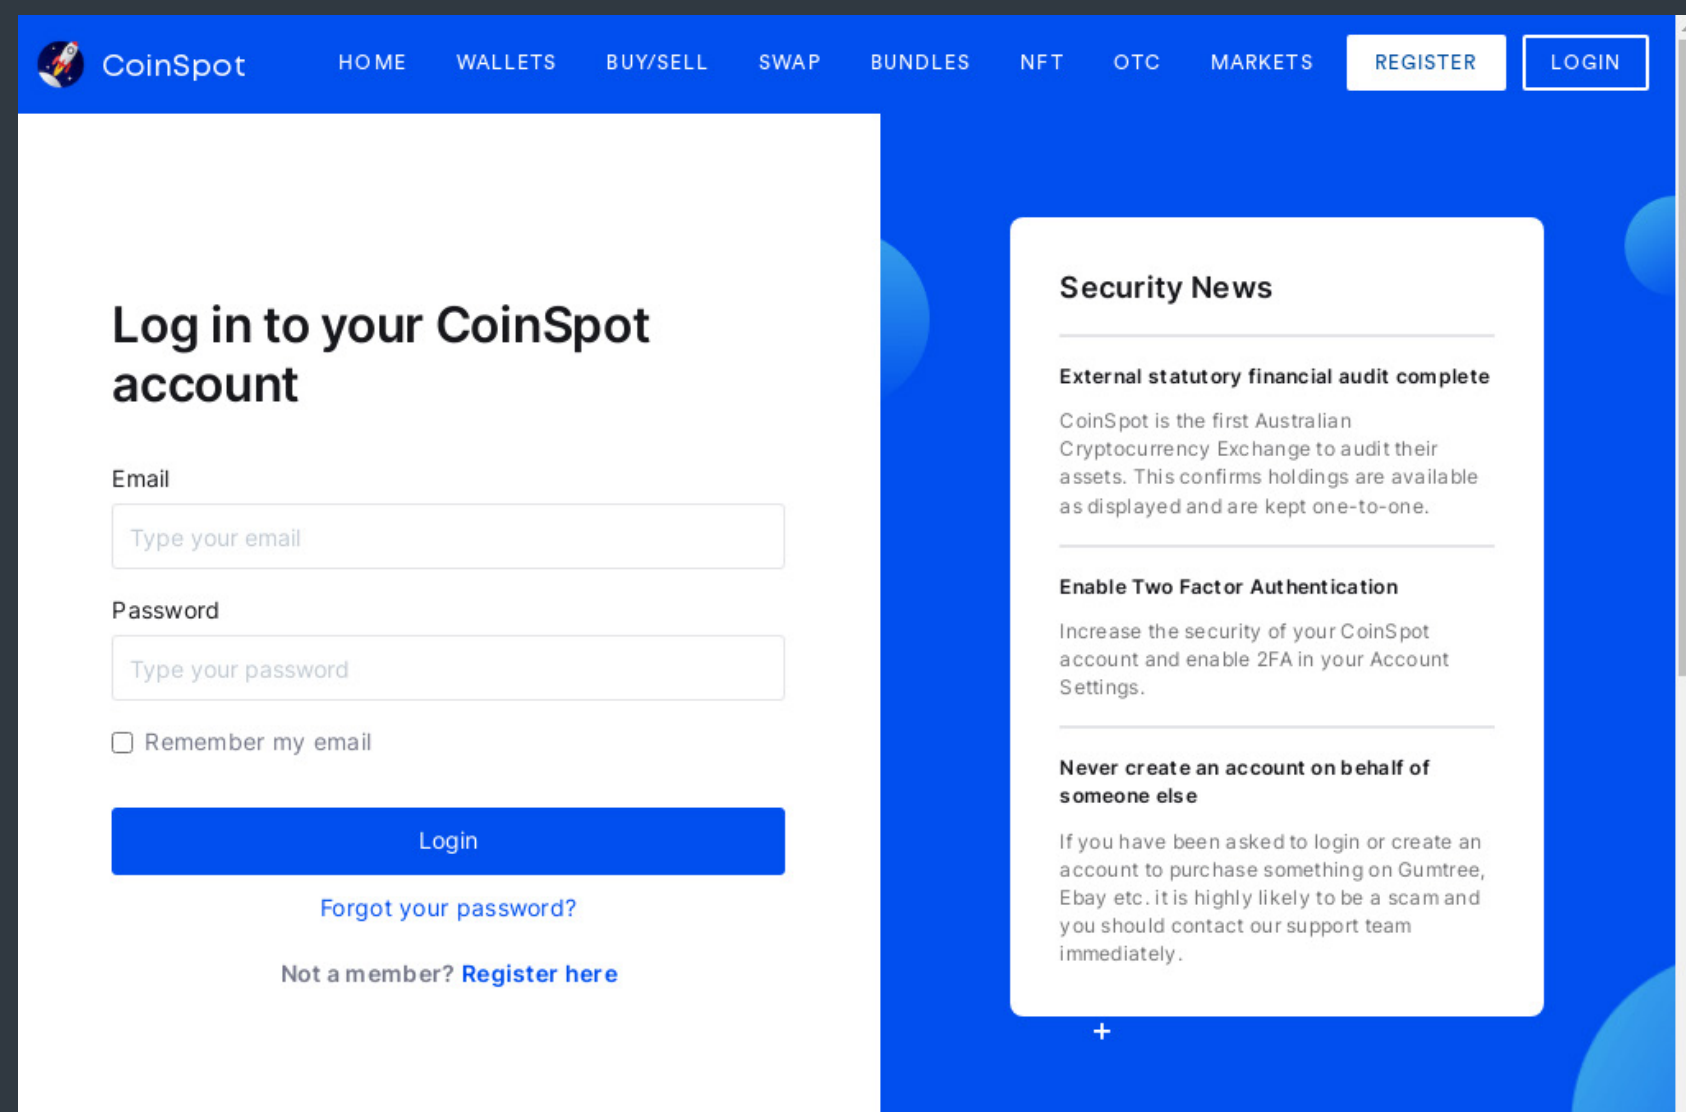 CoinSpot
HOME WALLETS BUY/SELL SWAP BUNDLES NFT OTC MARKETS REGISTER LOGIN
Log in to your CoinSpot
account
Email
Type your email
Password
Type your password
Remember my email
Login
Forgot your password?
Not a member? Register here
Security News
External statutory financial audit complete
CoinSpot is the first Australian
Cryptocurrency Exchange to audit their
assets. This confirms holdings are available
as displayed and are kept one-to-one.
Enable Two Factor Authentication
Increase the security of your CoinSpot
account and enable 2FA in your Account
Settings.
Never create an account on behalf of
someone else
If you have been asked to login or create an
account to purchase something on Gumtree,
Ebay etc. it is highly likely to be a scam and
you should contact our support team
immediately.